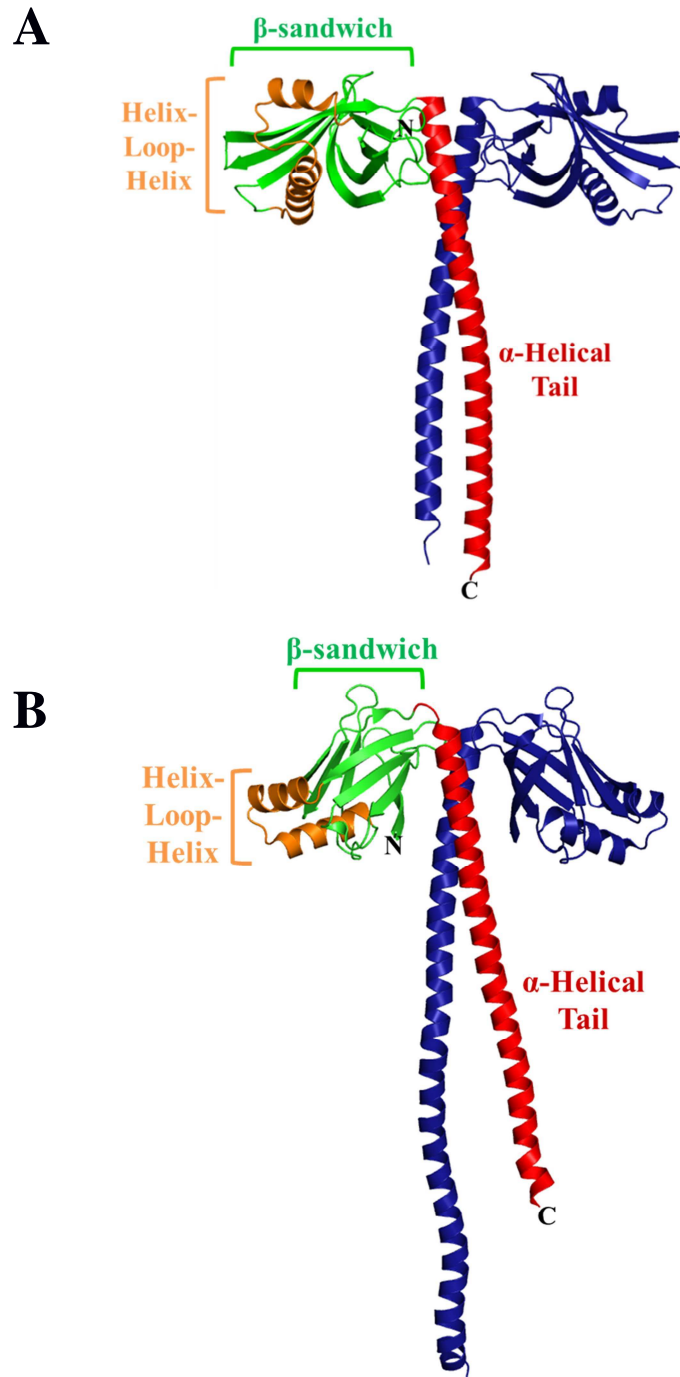 A
β-sandwich
Helix-
Loop-
Helix
N
α-Helical
Tail
C
β-sandwich
B
Helix-
Loop-
Helix
N
α-Helical
Tail
C